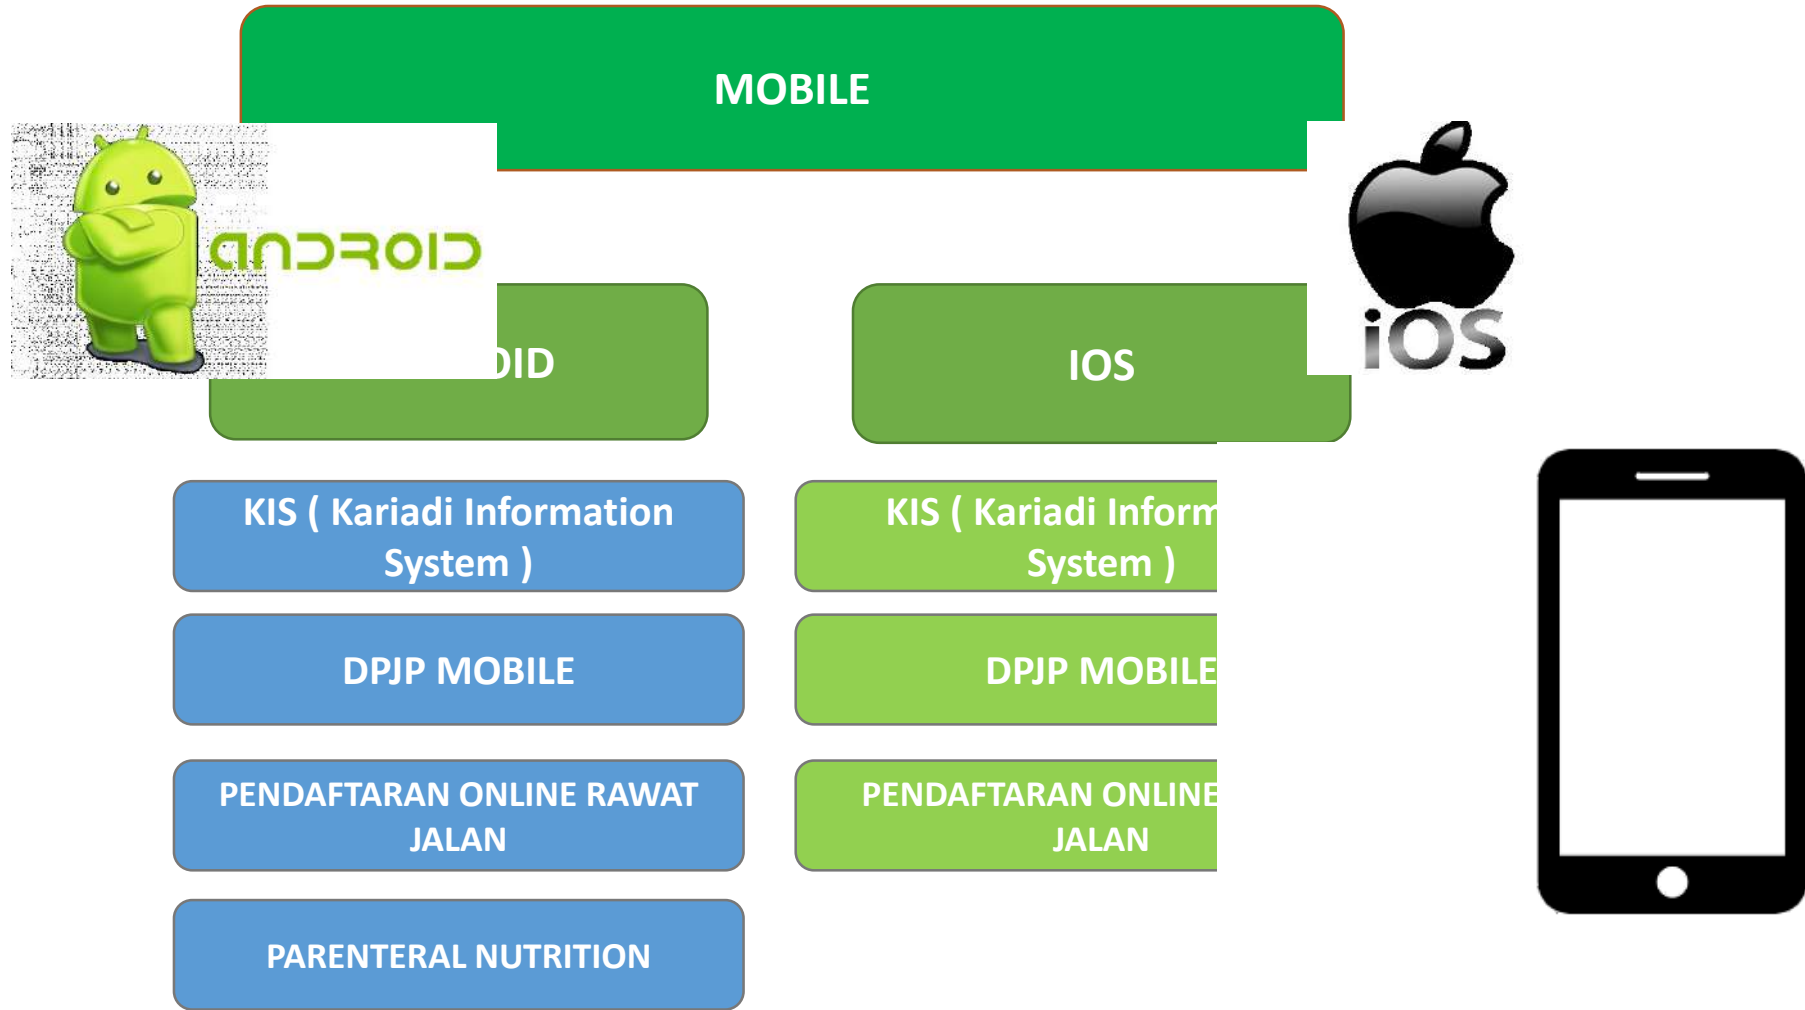 MOBILE
ANDROID
iOS
OID
IOS
KIS ( Kariadi Information
System )
KIS ( Kariadi Inform
System )
DPJP MOBILE
DPJP MOBILE
PENDAFTARAN ONLINE RAWAT
JALAN
PENDAFTARAN ONLINE
JALAN
PARENTERAL NUTRITION